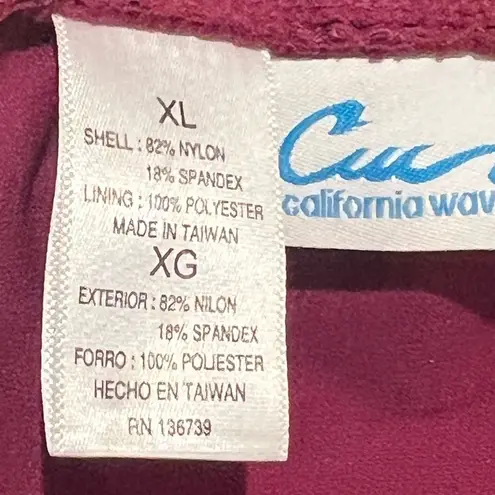 XL
SHELL : 82% NYLON
18% SPANDEX
LINING : 100% POLYESTER
MADE IN TAIWAN
XG
EXTERIOR : 82% NILON
18% SPANDEX
FORRO : 100% POLIESTER
HECHO EN TAIWAN
RN 136739
california wav